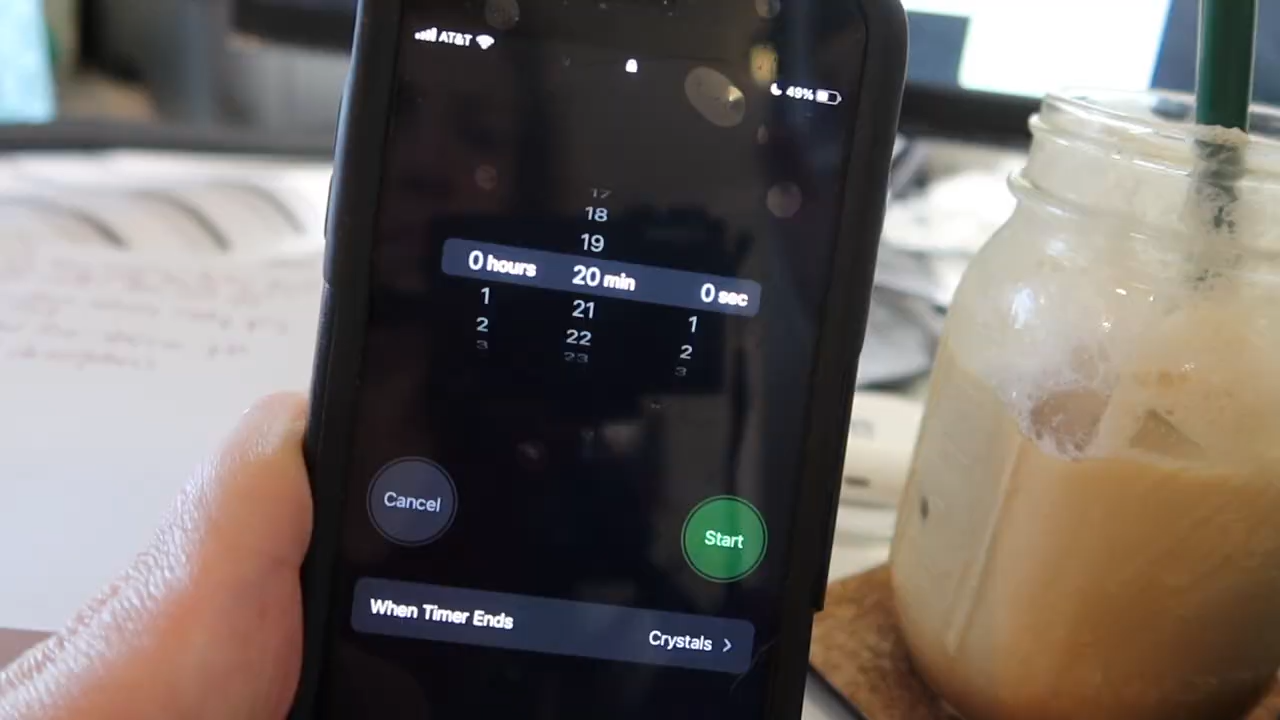 AT&T
49%
17
18
19
0 hours 20 min 0 sec
1 21 1
2 22 2
3 23 3
Cancel
Start
When Timer Ends Crystals